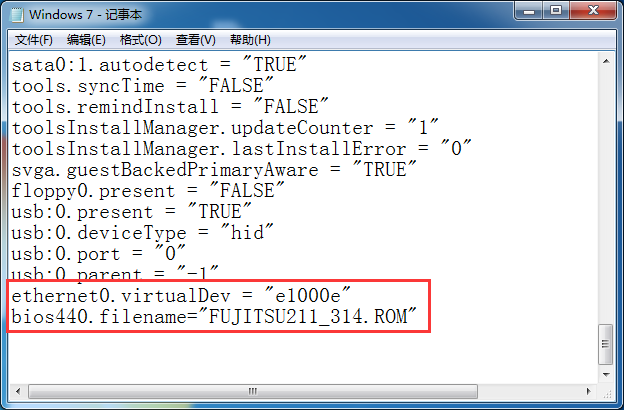 Windows 7 - 记事本
文件(F) 编辑(E) 格式(O) 查看(V) 帮助(H)
sata0:1.autodetect = "TRUE"
tools.syncTime = "FALSE"
tools.remindInstall = "FALSE"
toolsInstallManager.updateCounter = "1"
toolsInstallManager.lastInstallError = "0"
svga.guestBackedPrimaryAware = "TRUE"
floppy0.present = "FALSE"
usb:0.present = "TRUE"
usb:0.deviceType = "hid"
usb:0.port = "0"
usb:0.parent = "-1"
ethernet0.virtualDev = "e1000e"
bios440.filename="FUJITSU211_314.ROM"